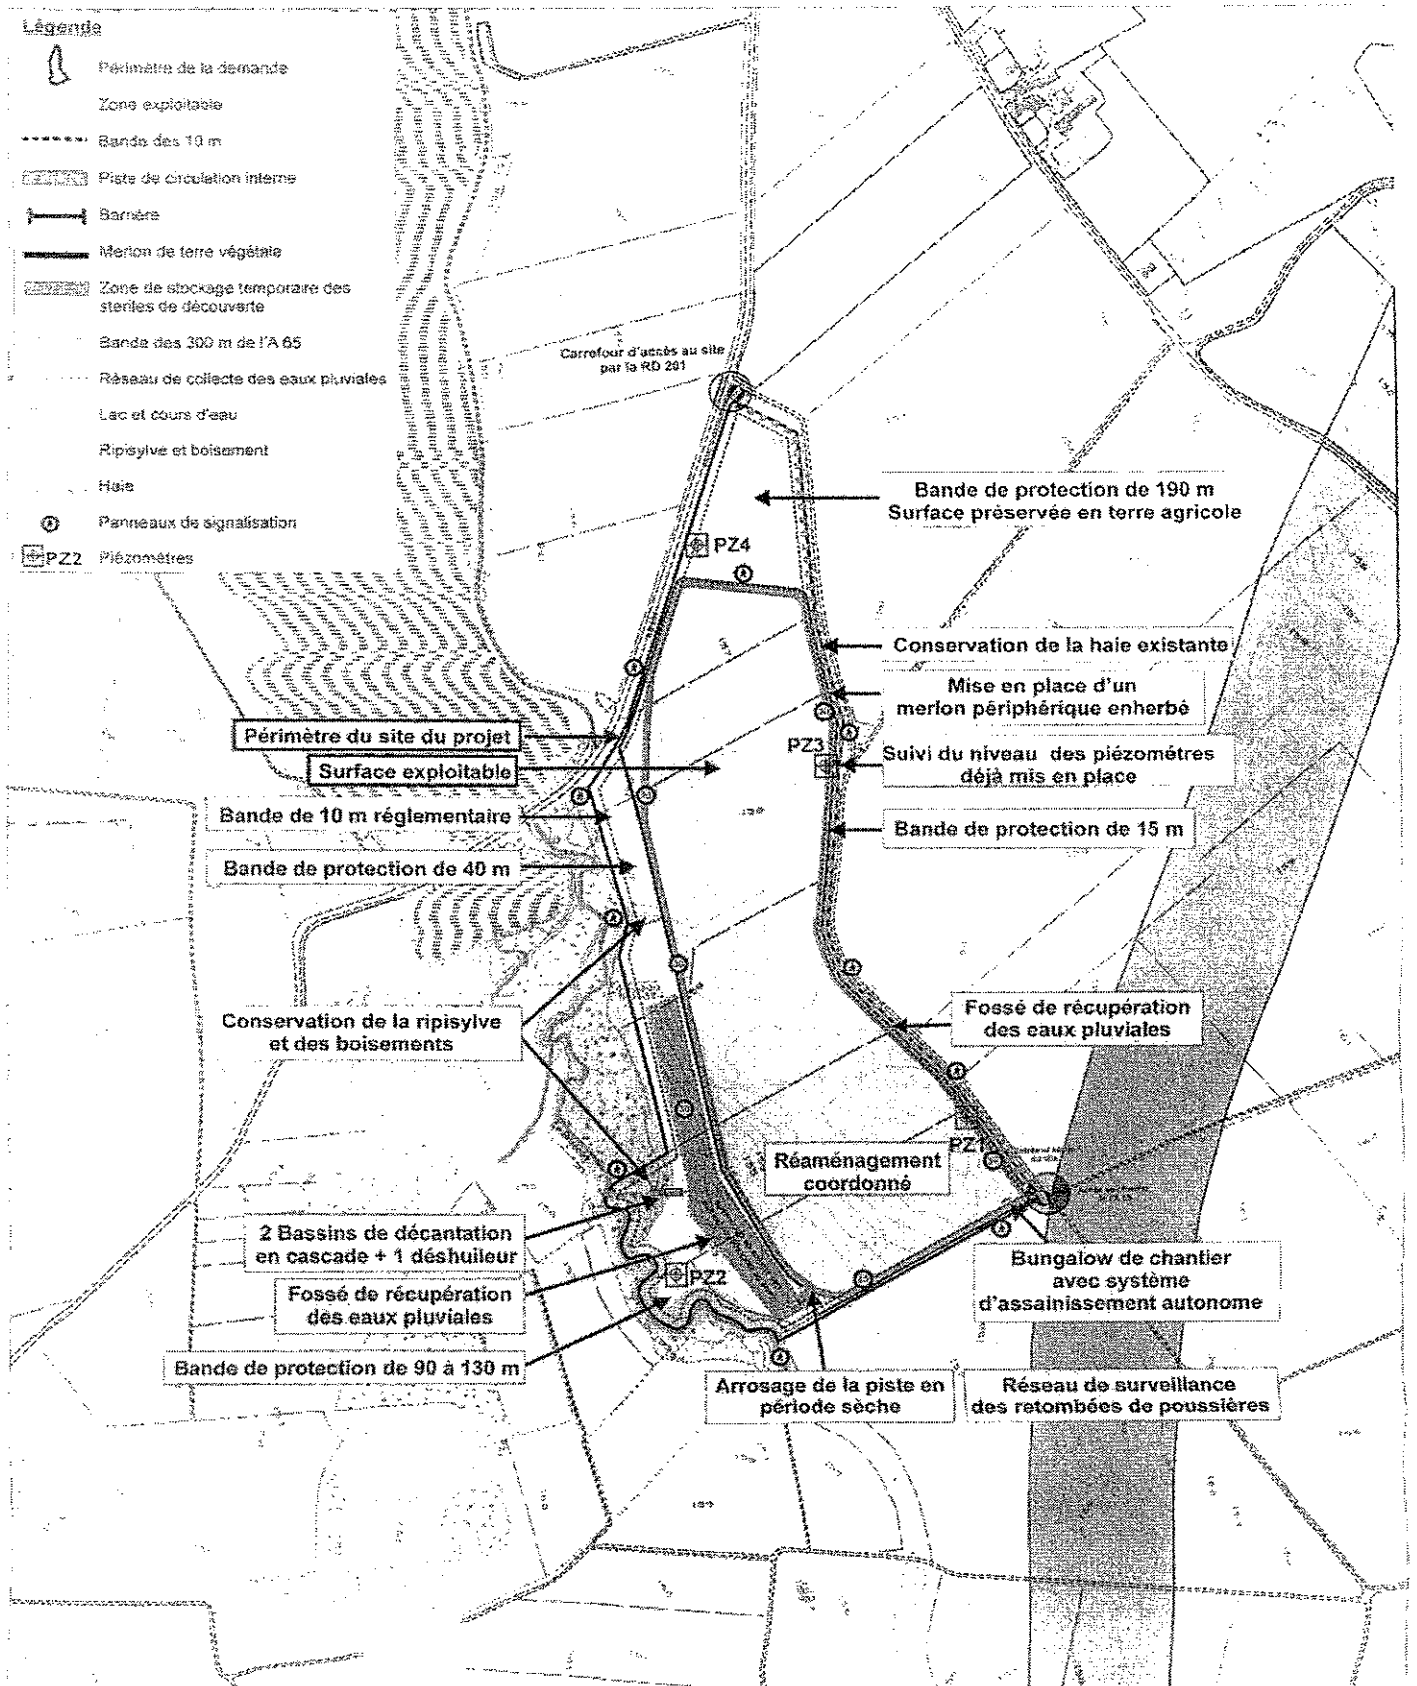 Légende
Périmètre de la demande
Zone exploitable
Bande des 10 m
Piste de circulation interne
Barrière
Merlon de terre végétale
Zone de stockage temporaire des
stériles de découverte
Bande des 300 m de l'A 65
Réseau de collecte des eaux pluviales
Lac et cours d'eau
Ripisylve et boisement
Haie
Panneaux de signalisation
PZ2 Piézomètres
Carrefour d'accès au site
par la RD 201
Bande de protection de 190 m
Surface préservée en terre agricole
PZ4
Conservation de la haie existante
Mise en place d'un
merlon périphérique enherbé
Périmètre du site du projet
PZ3
Suivi du niveau des piézomètres
déjà mis en place
Surface exploitable
Bande de 10 m réglementaire
Bande de protection de 15 m
Bande de protection de 40 m
Fossé de récupération
des eaux pluviales
Conservation de la ripisylve
et des boisements
PZ1
Réaménagement
coordonné
2 Bassins de décantation
en cascade + 1 déshuileur
Bungalow de chantier
avec système
d'assainissement autonome
PZ2
Fossé de récupération
des eaux pluviales
Bande de protection de 90 à 130 m
Arrosage de la piste en
période sèche
Réseau de surveillance
des retombées de poussières